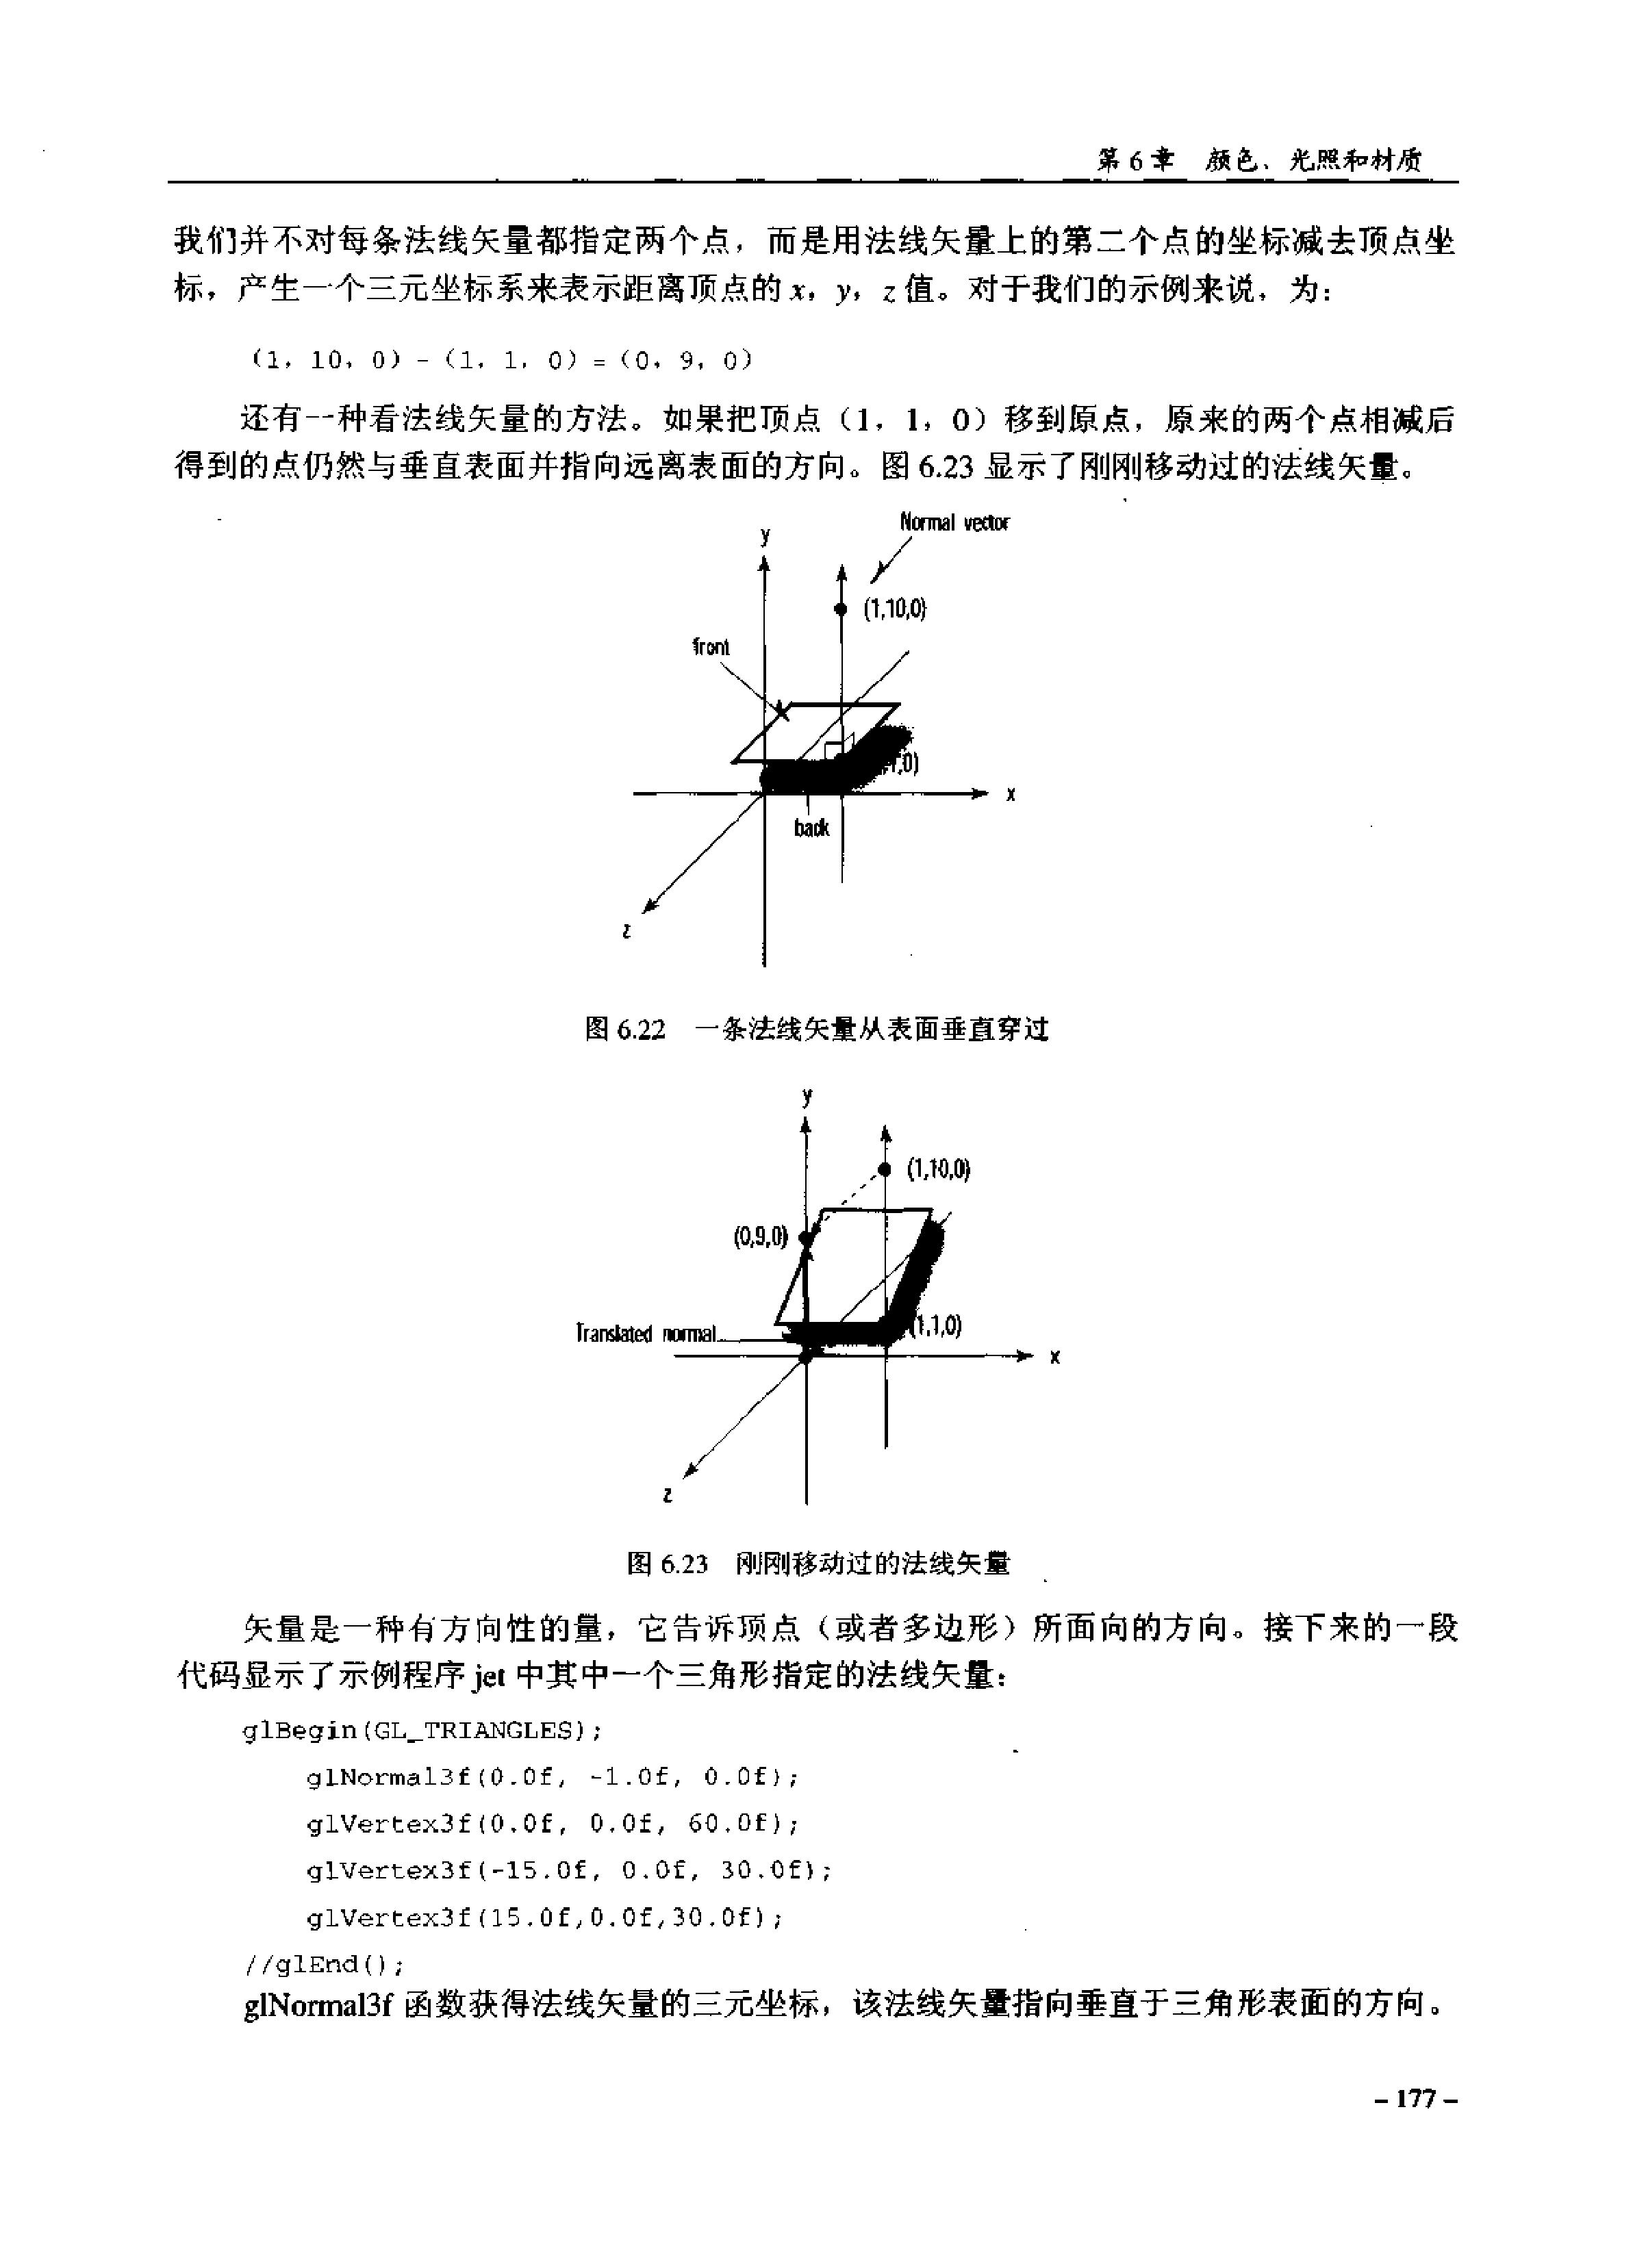 第 6 章 颜色、光照和材质
我们并不对每条法线矢量都指定两个点，而是用法线矢量上的第二个点的坐标减去顶点坐
标，产生一个三元坐标系来表示距离顶点的 x，y，z 值。对于我们的示例来说，为：
(1, 10, 0) - (1, 1, 0) = (0, 9, 0)
还有一种看法线矢量的方法。如果把顶点（1，1，0）移到原点，原来的两个点相减后
得到的点仍然与垂直表面并指向远离表面的方向。图 6.23 显示了刚刚移动过的法线矢量。
Normal vector
y
(1,10,0)
front
,0)
x
back
z
图 6.22 一条法线矢量从表面垂直穿过
y
(1,10,0)
(0,9,0)
Translated normal
(1,1,0)
x
z
图 6.23 刚刚移动过的法线矢量
矢量是一种有方向性的量，它告诉顶点（或者多边形）所面向的方向。接下来的一段
代码显示了示例程序 jet 中其中一个三角形指定的法线矢量：
glBegin(GL_TRIANGLES);
glNormal3f(0.0f, -1.0f, 0.0f);
glVertex3f(0.0f, 0.0f, 60.0f);
glVertex3f(-15.0f, 0.0f, 30.0f);
glVertex3f(15.0f,0.0f,30.0f);
//glEnd();
glNormal3f 函数获得法线矢量的三元坐标，该法线矢量指向垂直于三角形表面的方向。
- 177 -